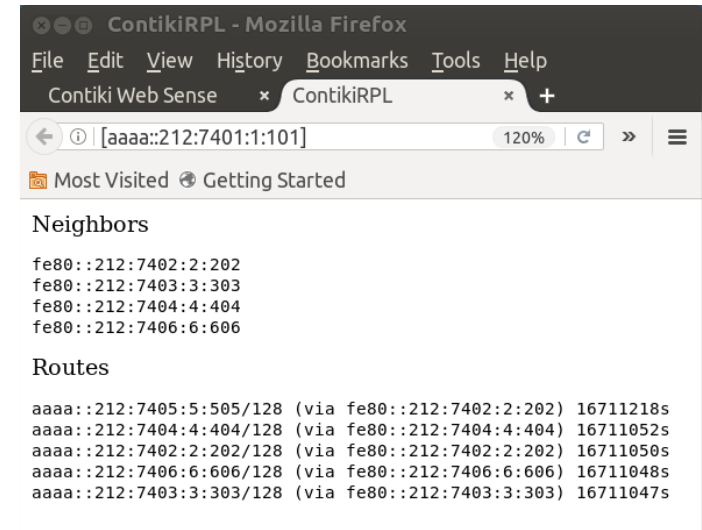 ContikiRPL - Mozilla Firefox
File Edit View History Bookmarks Tools Help
Contiki Web Sense × ContikiRPL × +
[aaaa::212:7401:1:101] 120% »
Most Visited Getting Started
Neighbors
fe80::212:7402:2:202
fe80::212:7403:3:303
fe80::212:7404:4:404
fe80::212:7406:6:606
Routes
aaaa::212:7405:5:505/128 (via fe80::212:7402:2:202) 16711218s
aaaa::212:7404:4:404/128 (via fe80::212:7404:4:404) 16711052s
aaaa::212:7402:2:202/128 (via fe80::212:7402:2:202) 16711050s
aaaa::212:7406:6:606/128 (via fe80::212:7406:6:606) 16711048s
aaaa::212:7403:3:303/128 (via fe80::212:7403:3:303) 16711047s